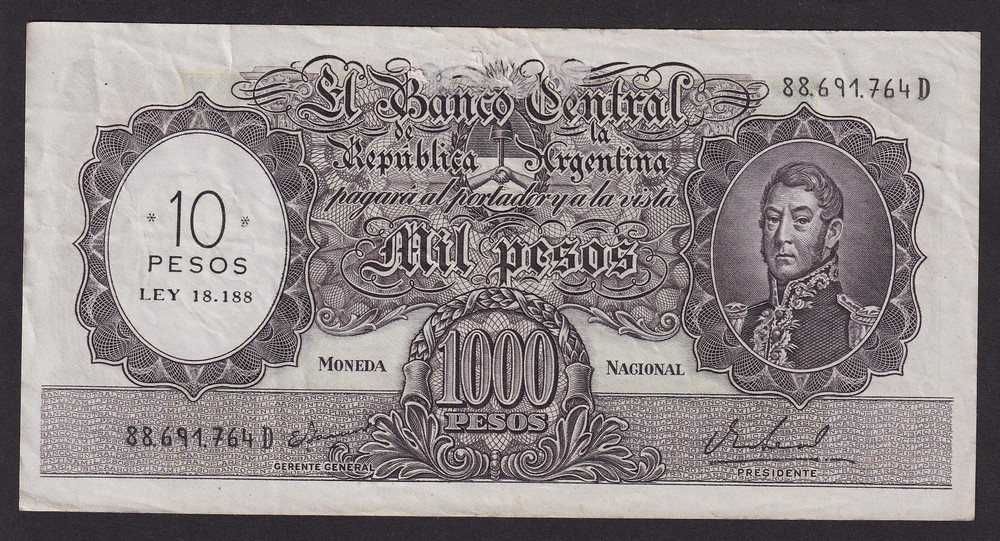 El Banco Central
de la
República Argentina
pagará al portador y a la vista
Mil pesos
88.691.764 D
* 10 *
PESOS
LEY 18.188
MONEDA
NACIONAL
1000
PESOS
88.691.764 D
GERENTE GENERAL
PRESIDENTE